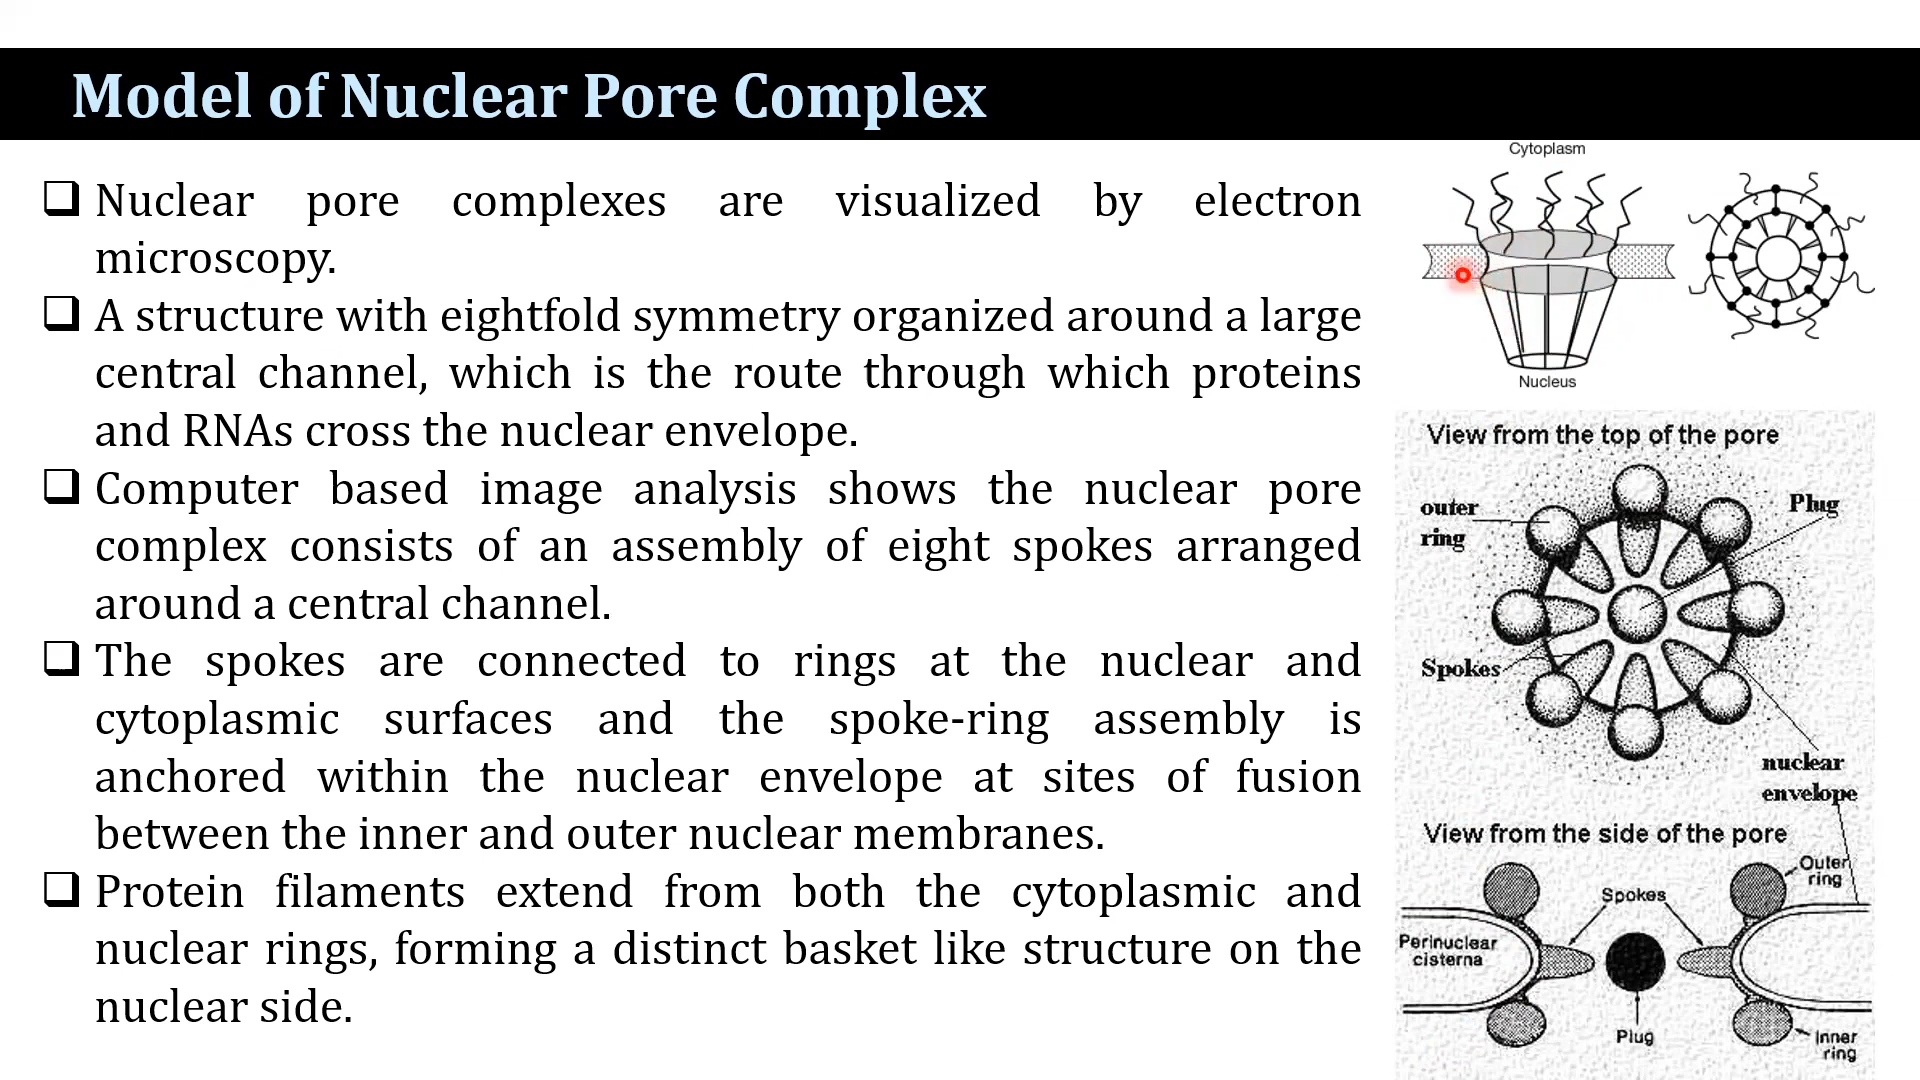 Model of Nuclear Pore Complex
Nuclear pore complexes are visualized by electron
microscopy.
A structure with eightfold symmetry organized around a large
central channel, which is the route through which proteins
and RNAs cross the nuclear envelope.
Computer based image analysis shows the nuclear pore
complex consists of an assembly of eight spokes arranged
around a central channel.
The spokes are connected to rings at the nuclear and
cytoplasmic surfaces and the spoke-ring assembly is
anchored within the nuclear envelope at sites of fusion
between the inner and outer nuclear membranes.
Protein filaments extend from both the cytoplasmic and
nuclear rings, forming a distinct basket like structure on the
nuclear side.
Cytoplasm
Nucleus
View from the top of the pore
outer
ring
Plug
Spokes
nuclear
envelope
View from the side of the pore
Outer
ring
Spokes
Perinuclear
cisterna
Plug
Inner
ring